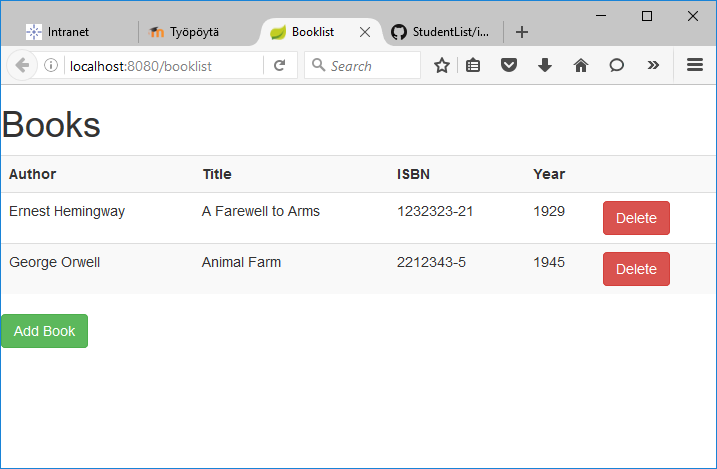 Intranet Työpöytä Booklist StudentList/i...
localhost:8080/booklist Search
Books
Author Title ISBN Year
Ernest Hemingway A Farewell to Arms 1232323-21 1929 Delete
George Orwell Animal Farm 2212343-5 1945 Delete
Add Book